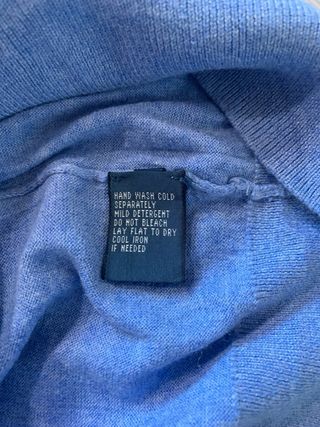 HAND WASH COLD
SEPARATELY
MILD DETERGENT
DO NOT BLEACH
LAY FLAT TO DRY
COOL IRON
IF NEEDED